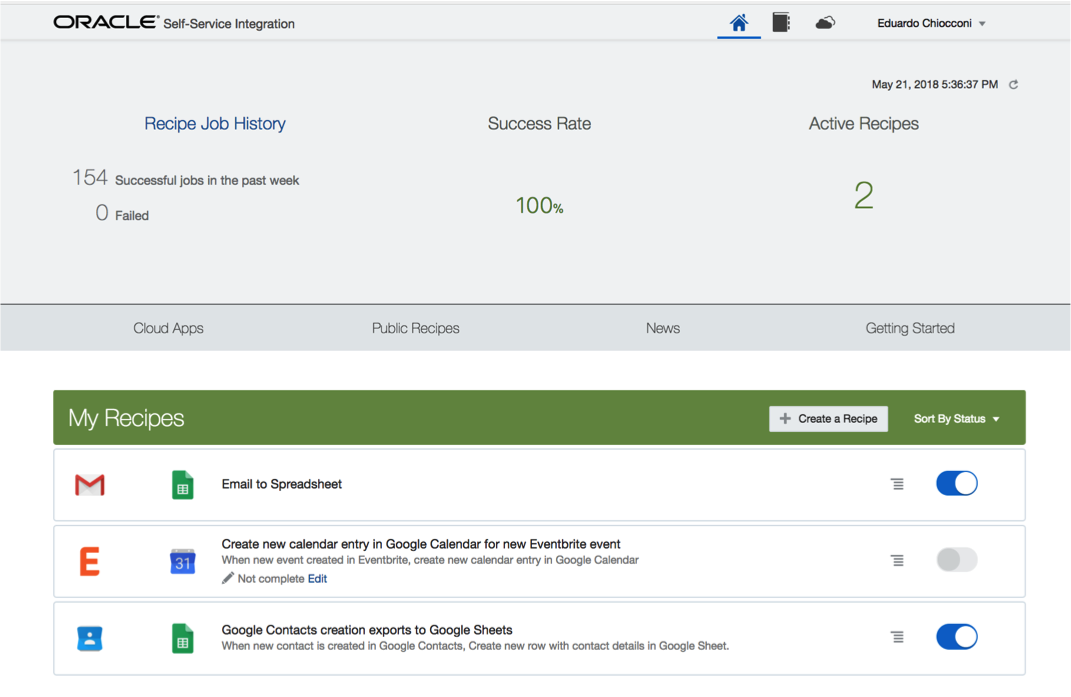 ORACLE® Self-Service Integration
Eduardo Chiocconi
May 21, 2018 5:36:37 PM
Recipe Job History
Success Rate
Active Recipes
154 Successful jobs in the past week
0 Failed
100%
2
Cloud Apps
Public Recipes
News
Getting Started
My Recipes
Create a Recipe
Sort By Status
Email to Spreadsheet
E
31
Create new calendar entry in Google Calendar for new Eventbrite event
When new event created in Eventbrite, create new calendar entry in Google Calendar
Not complete Edit
Google Contacts creation exports to Google Sheets
When new contact is created in Google Contacts, Create new row with contact details in Google Sheet.